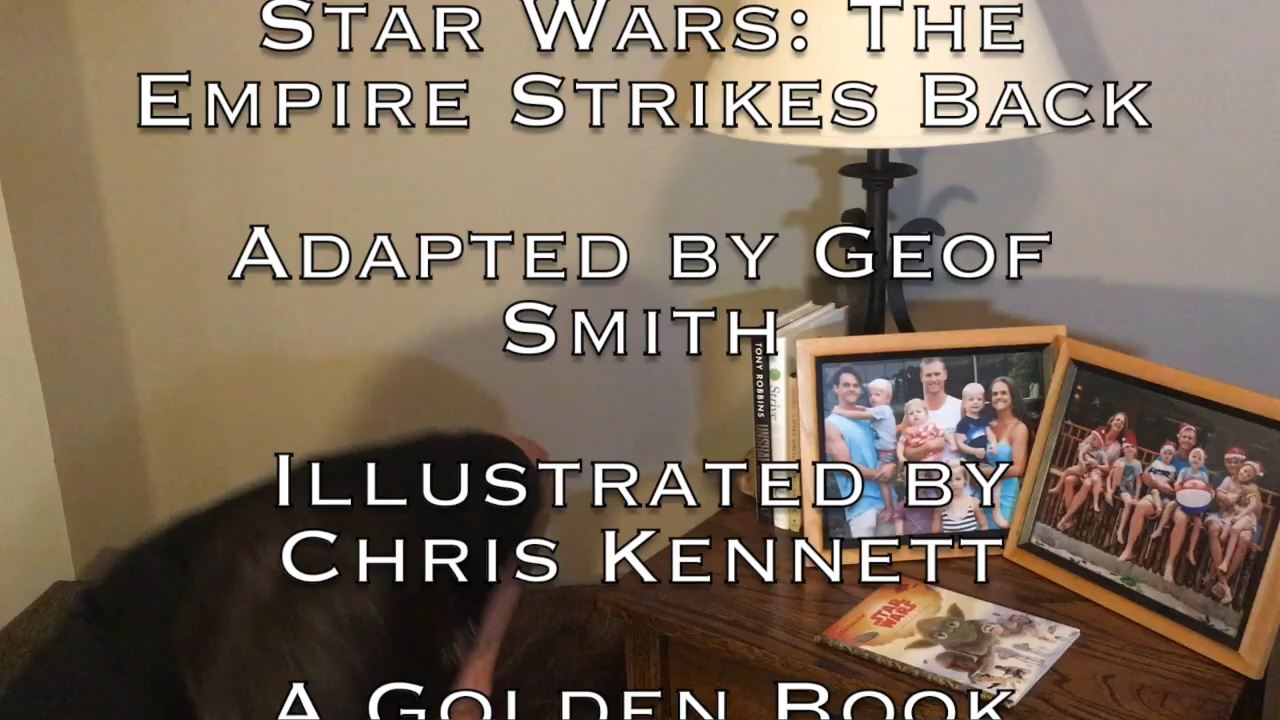 STAR WARS: THE
EMPIRE STRIKES BACK
ADAPTED BY GEOF
SMITH
ILLUSTRATED BY
CHRIS KENNETT
A GOLDEN BOOK
TONY ROBBINS
Strive
STAR
WARS